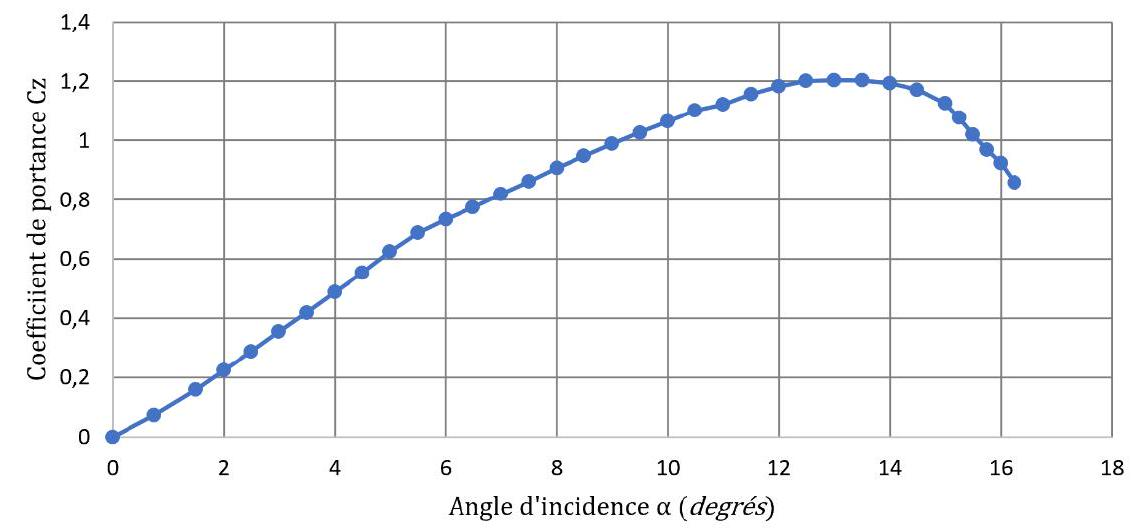 1,4
1,2
1
0,8
0,6
0,4
0,2
0
Coefficiient de portance Cz
0 2 4 6 8 10 12 14 16 18
Angle d'incidence α (degrés)